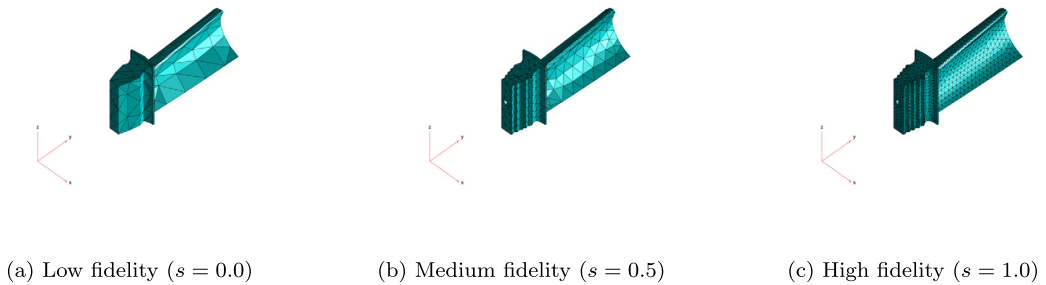 z
y
x
z
y
x
z
y
x
(a) Low fidelity (s = 0.0)
(b) Medium fidelity (s = 0.5)
(c) High fidelity (s = 1.0)